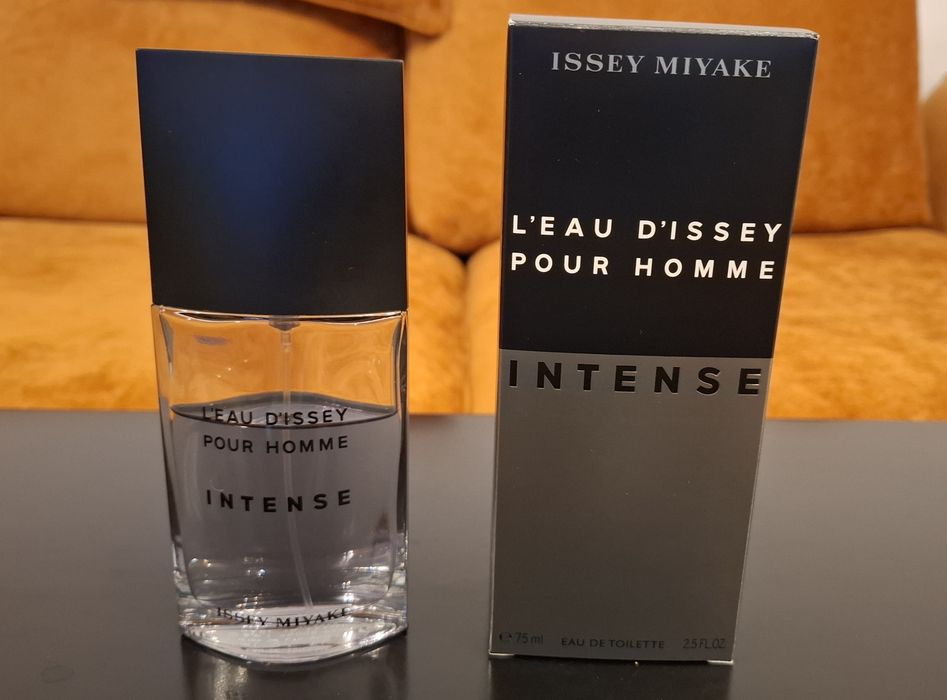 L'EAU D'ISSEY
POUR HOMME
INTENSE
ISSEY MIYAKE
ISSEY MIYAKE
L'EAU D'ISSEY
POUR HOMME
INTENSE
℮ 75 ml EAU DE TOILETTE 2.5 FL.OZ.